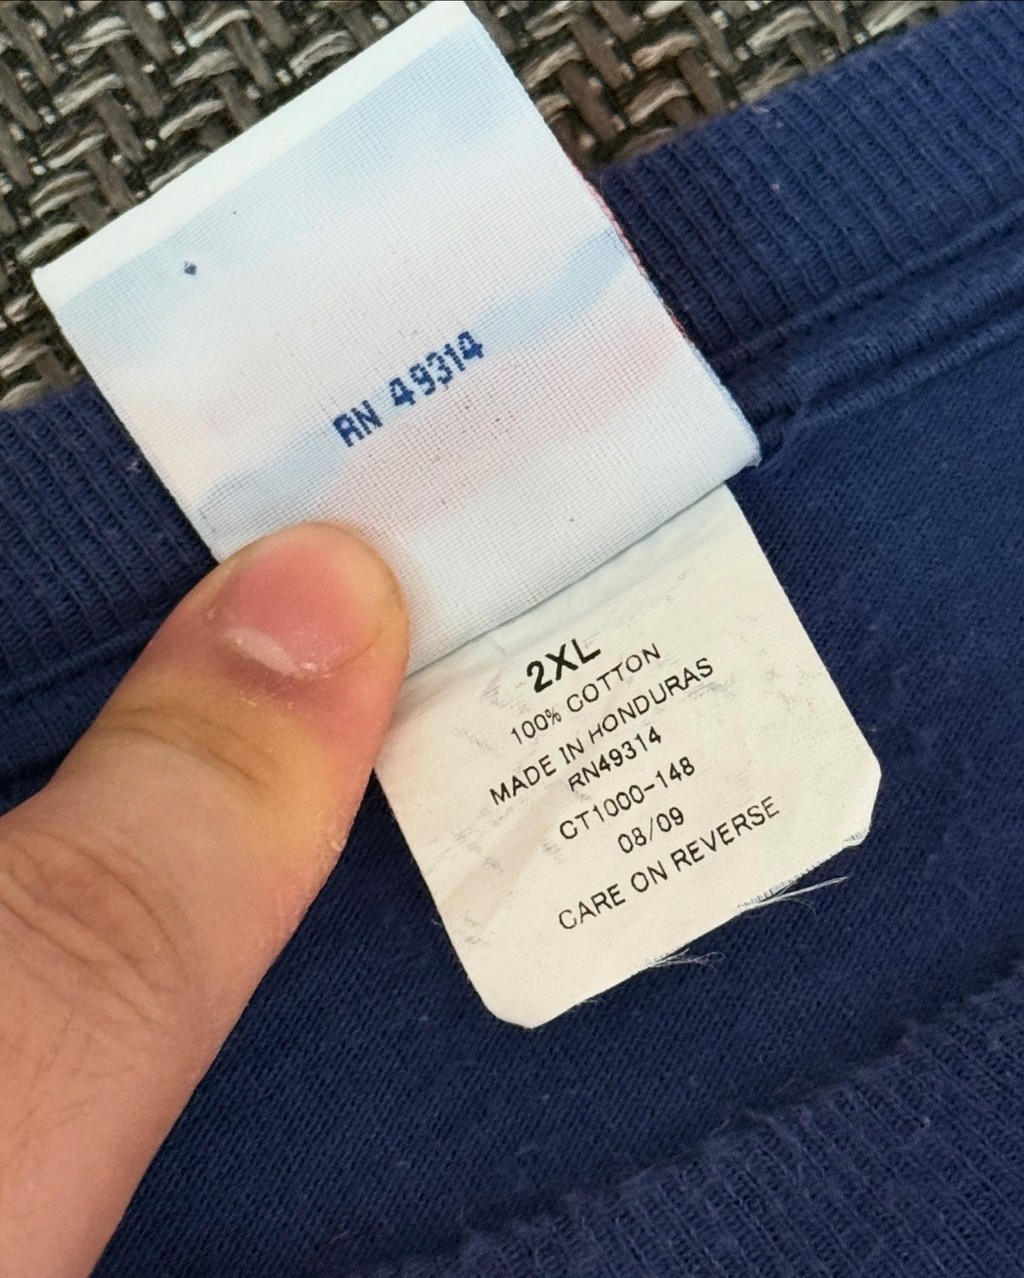 RN 49314
2XL
100% COTTON
MADE IN HONDURAS
RN49314
CT1000-148
08/09
CARE ON REVERSE